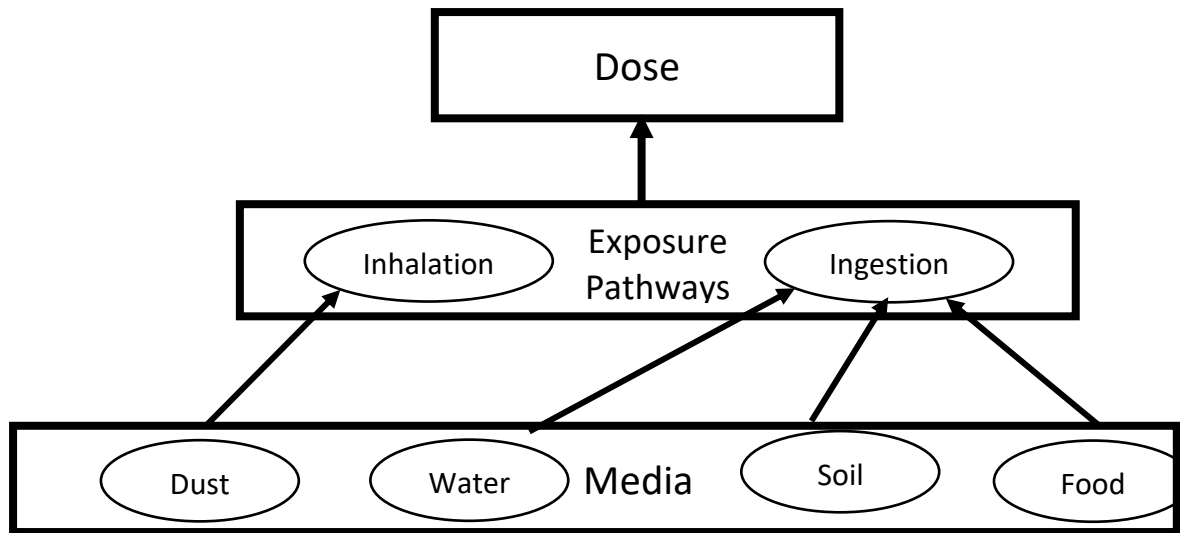 Dose
Inhalation
Exposure
Pathways
Ingestion
Dust
Water
Media
Soil
Food